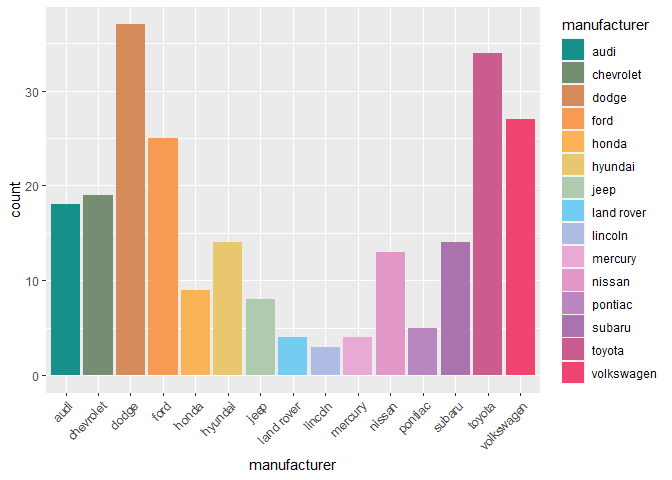 manufacturer
audi
chevrolet
dodge
ford
honda
hyundai
jeep
land rover
lincoln
mercury
nissan
pontiac
subaru
toyota
volkswagen
30
20
10
0
count
audi
chevrolet
dodge
ford
honda
hyundai
jeep
land rover
lincoln
mercury
nissan
pontiac
subaru
toyota
volkswagen
manufacturer